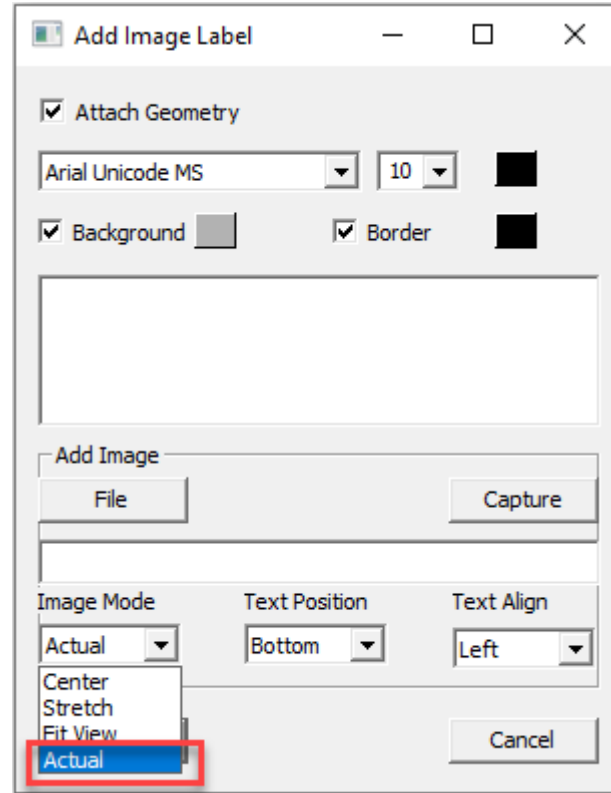 Add Image Label
Attach Geometry
Arial Unicode MS 10
Background Border
Add Image
File Capture
Image Mode Text Position Text Align
Actual Bottom Left
Center
Stretch
Fit View
Actual
Cancel